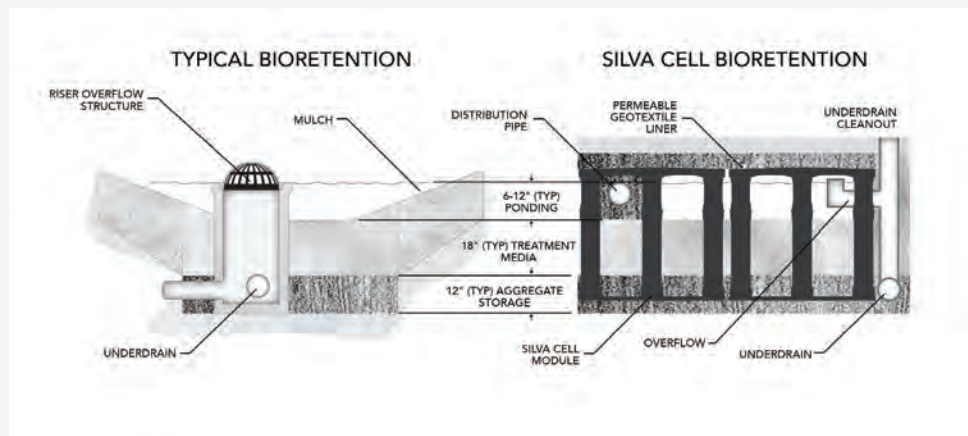 TYPICAL BIORETENTION
SILVA CELL BIORETENTION
RISER OVERFLOW
STRUCTURE
MULCH
DISTRIBUTION
PIPE
PERMEABLE
GEOTEXTILE
LINER
UNDERDRAIN
CLEANOUT
6-12" (TYP)
PONDING
18" (TYP) TREATMENT
MEDIA
12" (TYP) AGGREGATE
STORAGE
UNDERDRAIN
SILVA CELL
MODULE
OVERFLOW
UNDERDRAIN